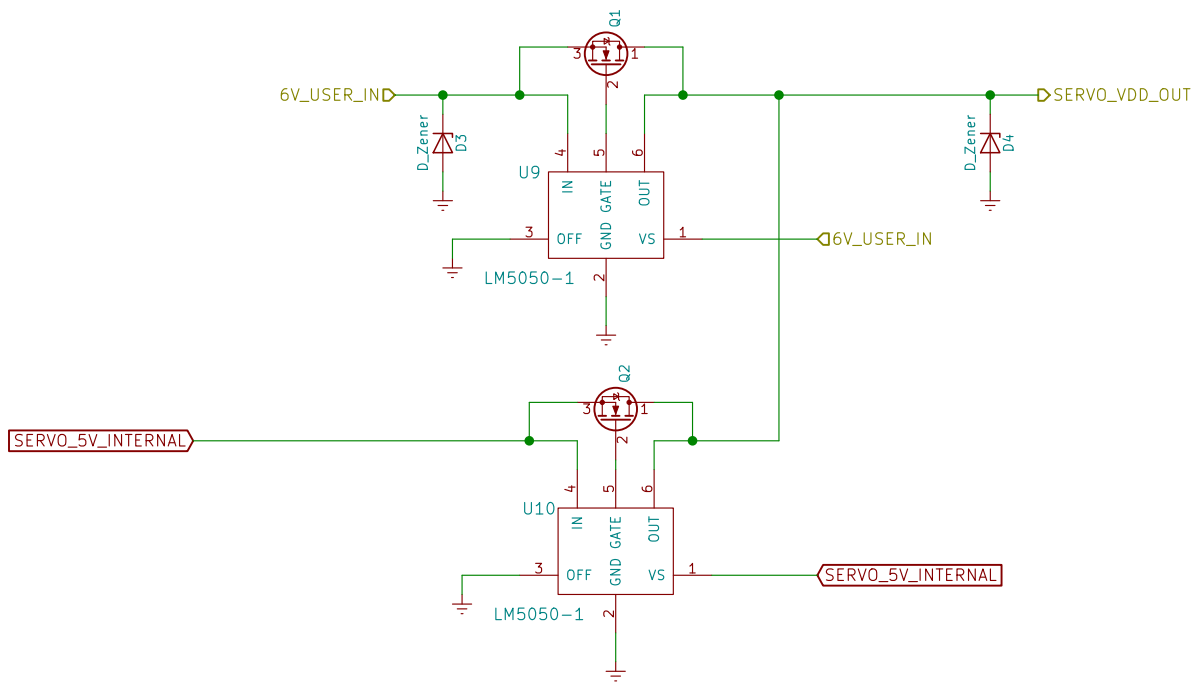 Q1
3
1
2
6V_USER_IN
SERVO_VDD_OUT
D_Zener
D3
D_Zener
D4
4
5
6
U9
IN
GATE
OUT
3
OFF
GND
VS
1
6V_USER_IN
LM5050-1
2
Q2
3
1
2
SERVO_5V_INTERNAL
4
5
6
U10
IN
GATE
OUT
3
OFF
GND
VS
1
SERVO_5V_INTERNAL
LM5050-1
2